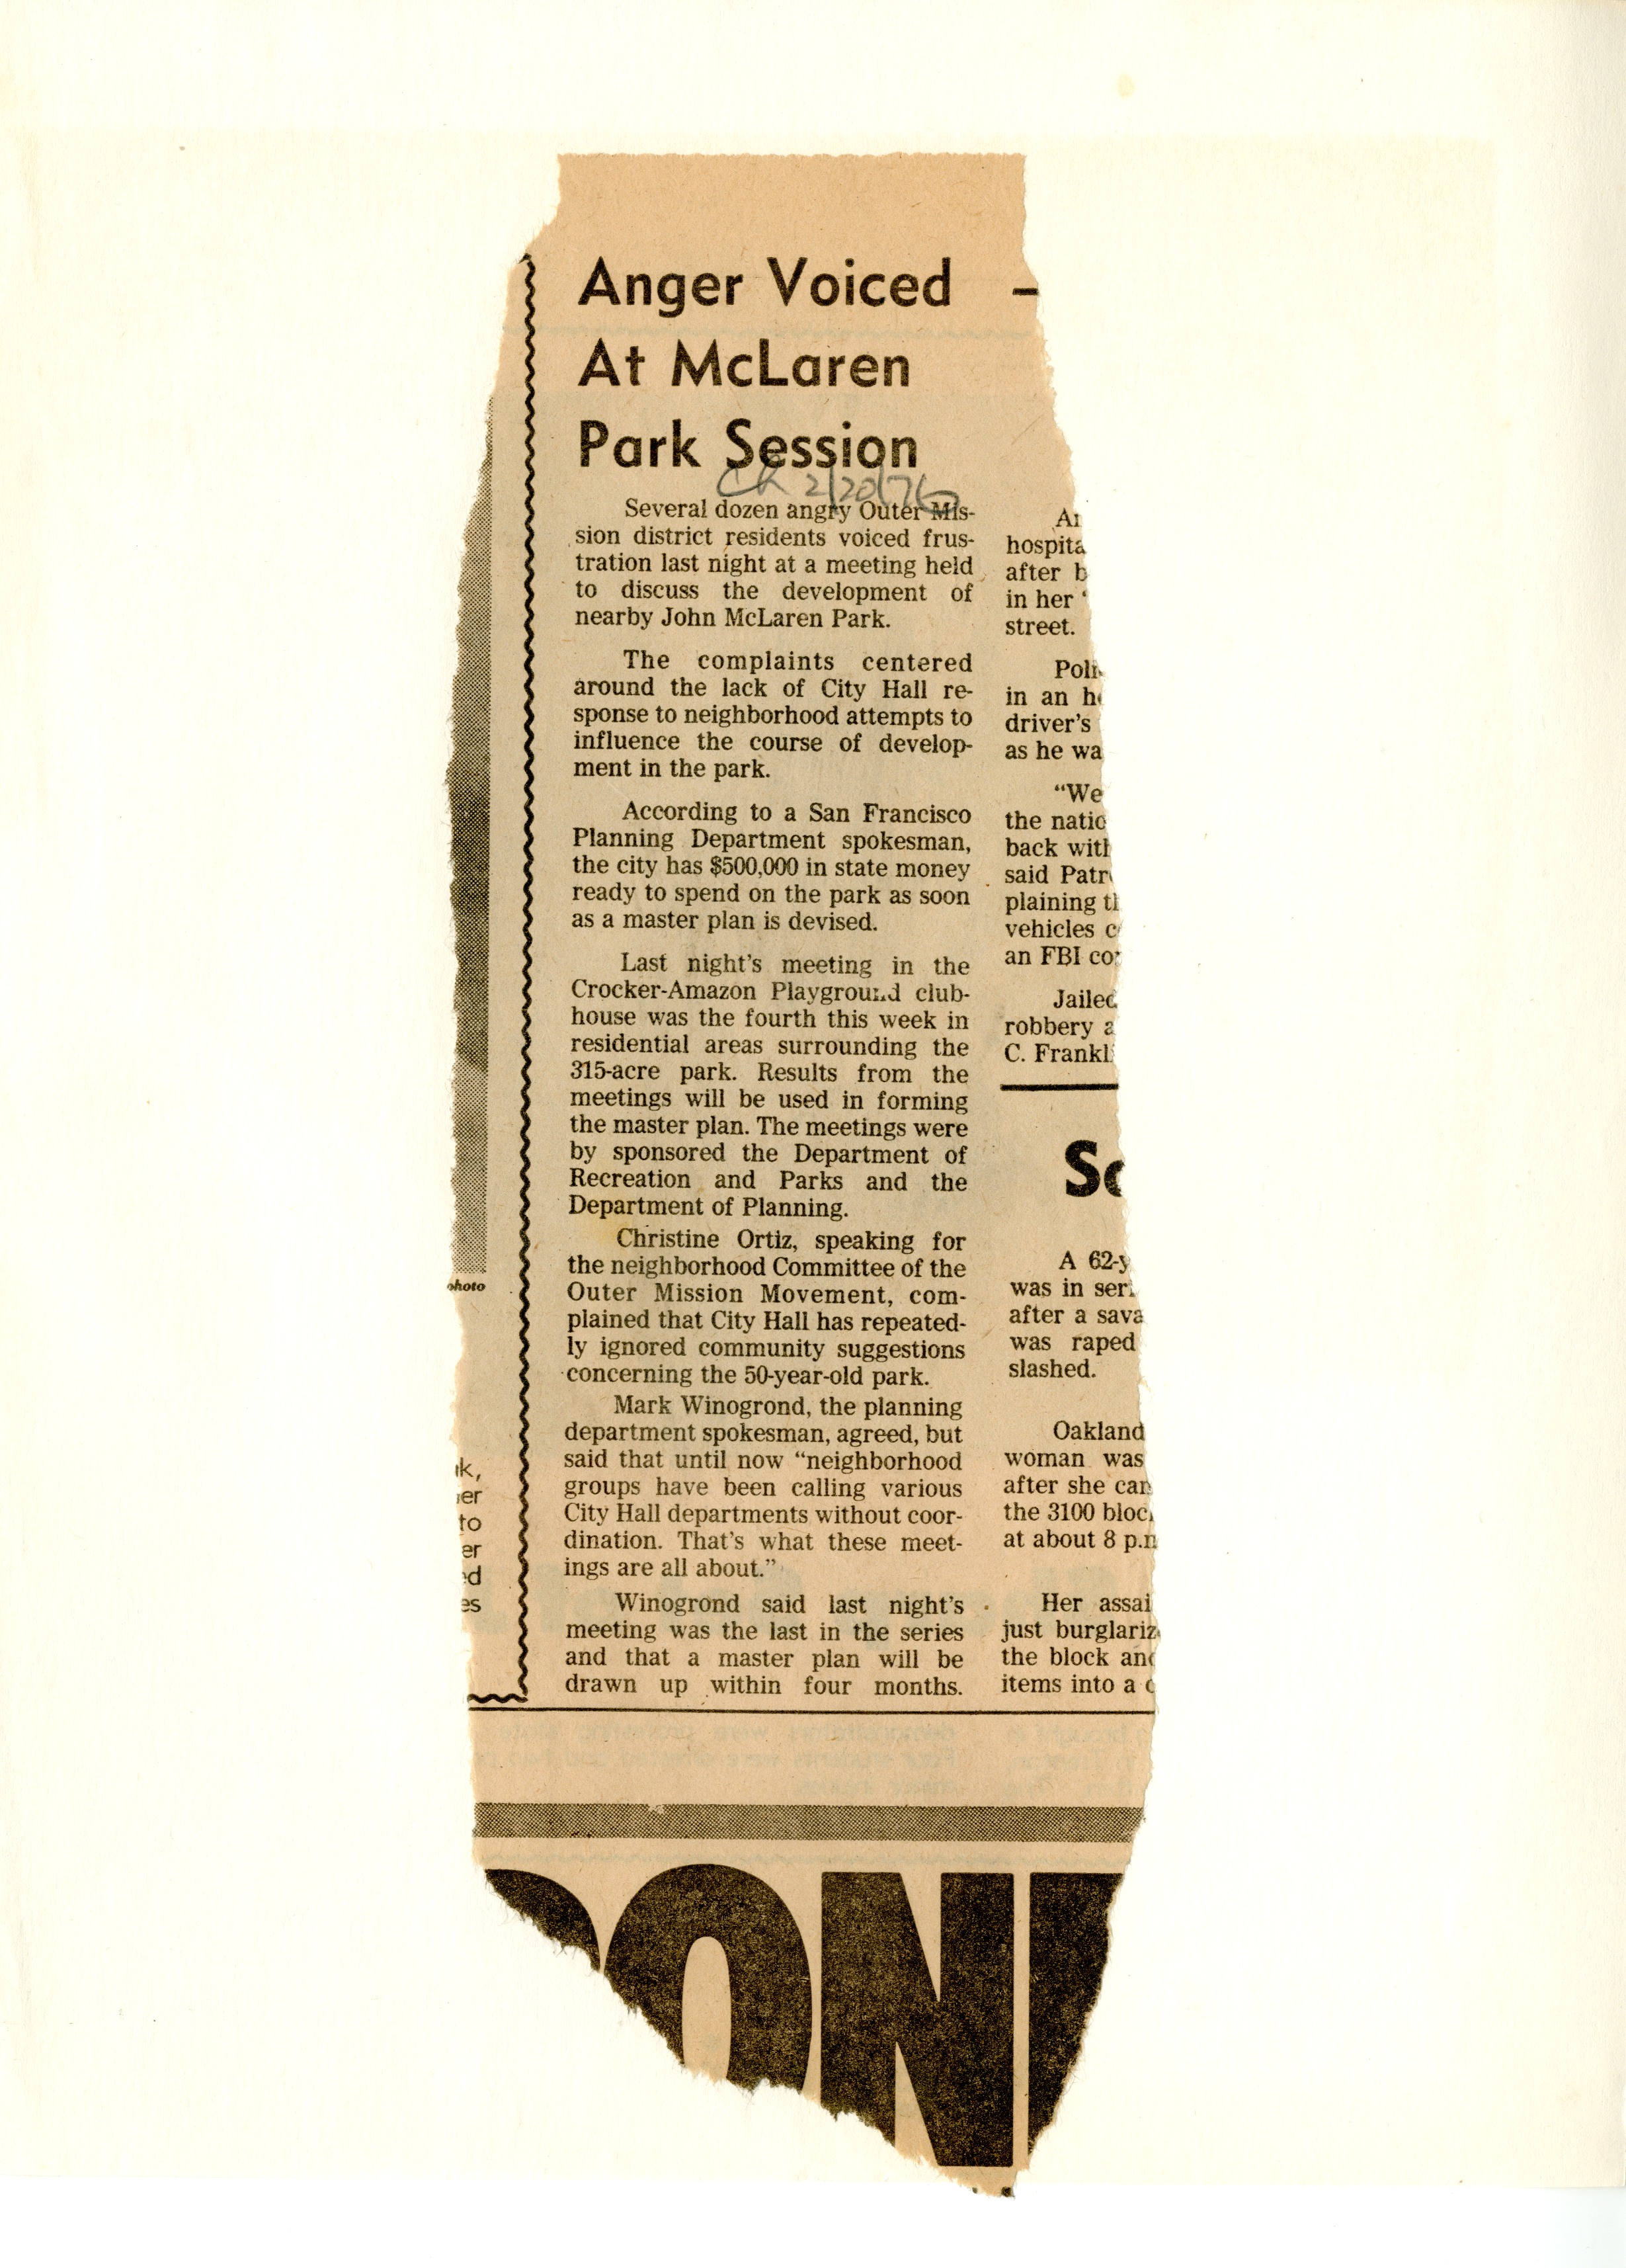 Anger Voiced
At McLaren
Park Session
Ch 2/20/76
Several dozen angry Outer Mis-
sion district residents voiced frus-
tration last night at a meeting held
to discuss the development of
nearby John McLaren Park.
The complaints centered
around the lack of City Hall re-
sponse to neighborhood attempts to
influence the course of develop-
ment in the park.
According to a San Francisco
Planning Department spokesman,
the city has $500,000 in state money
ready to spend on the park as soon
as a master plan is devised.
Last night's meeting in the
Crocker-Amazon Playground club-
house was the fourth this week in
residential areas surrounding the
315-acre park. Results from the
meetings will be used in forming
the master plan. The meetings were
by sponsored the Department of
Recreation and Parks and the
Department of Planning.
Christine Ortiz, speaking for
the neighborhood Committee of the
Outer Mission Movement, com-
plained that City Hall has repeated-
ly ignored community suggestions
concerning the 50-year-old park.
Mark Winogrond, the planning
department spokesman, agreed, but
said that until now "neighborhood
groups have been calling various
City Hall departments without coor-
dination. That's what these meet-
ings are all about."
Winogrond said last night's
meeting was the last in the series
and that a master plan will be
drawn up within four months.
photo
to
hospita
after b
in her '
street.
in an h
driver's
as he wa
"We
the natio
back with
said Patr
plaining t
vehicles c
an FBI co
Jailed
robbery a
C. Frankl
A 62-y
was in ser
after a sava
was raped
slashed.
Oakland
woman was
after she
the 3100 bloc
at about 8 p.
Her assai
just burglariz
the block an
items into a
ON